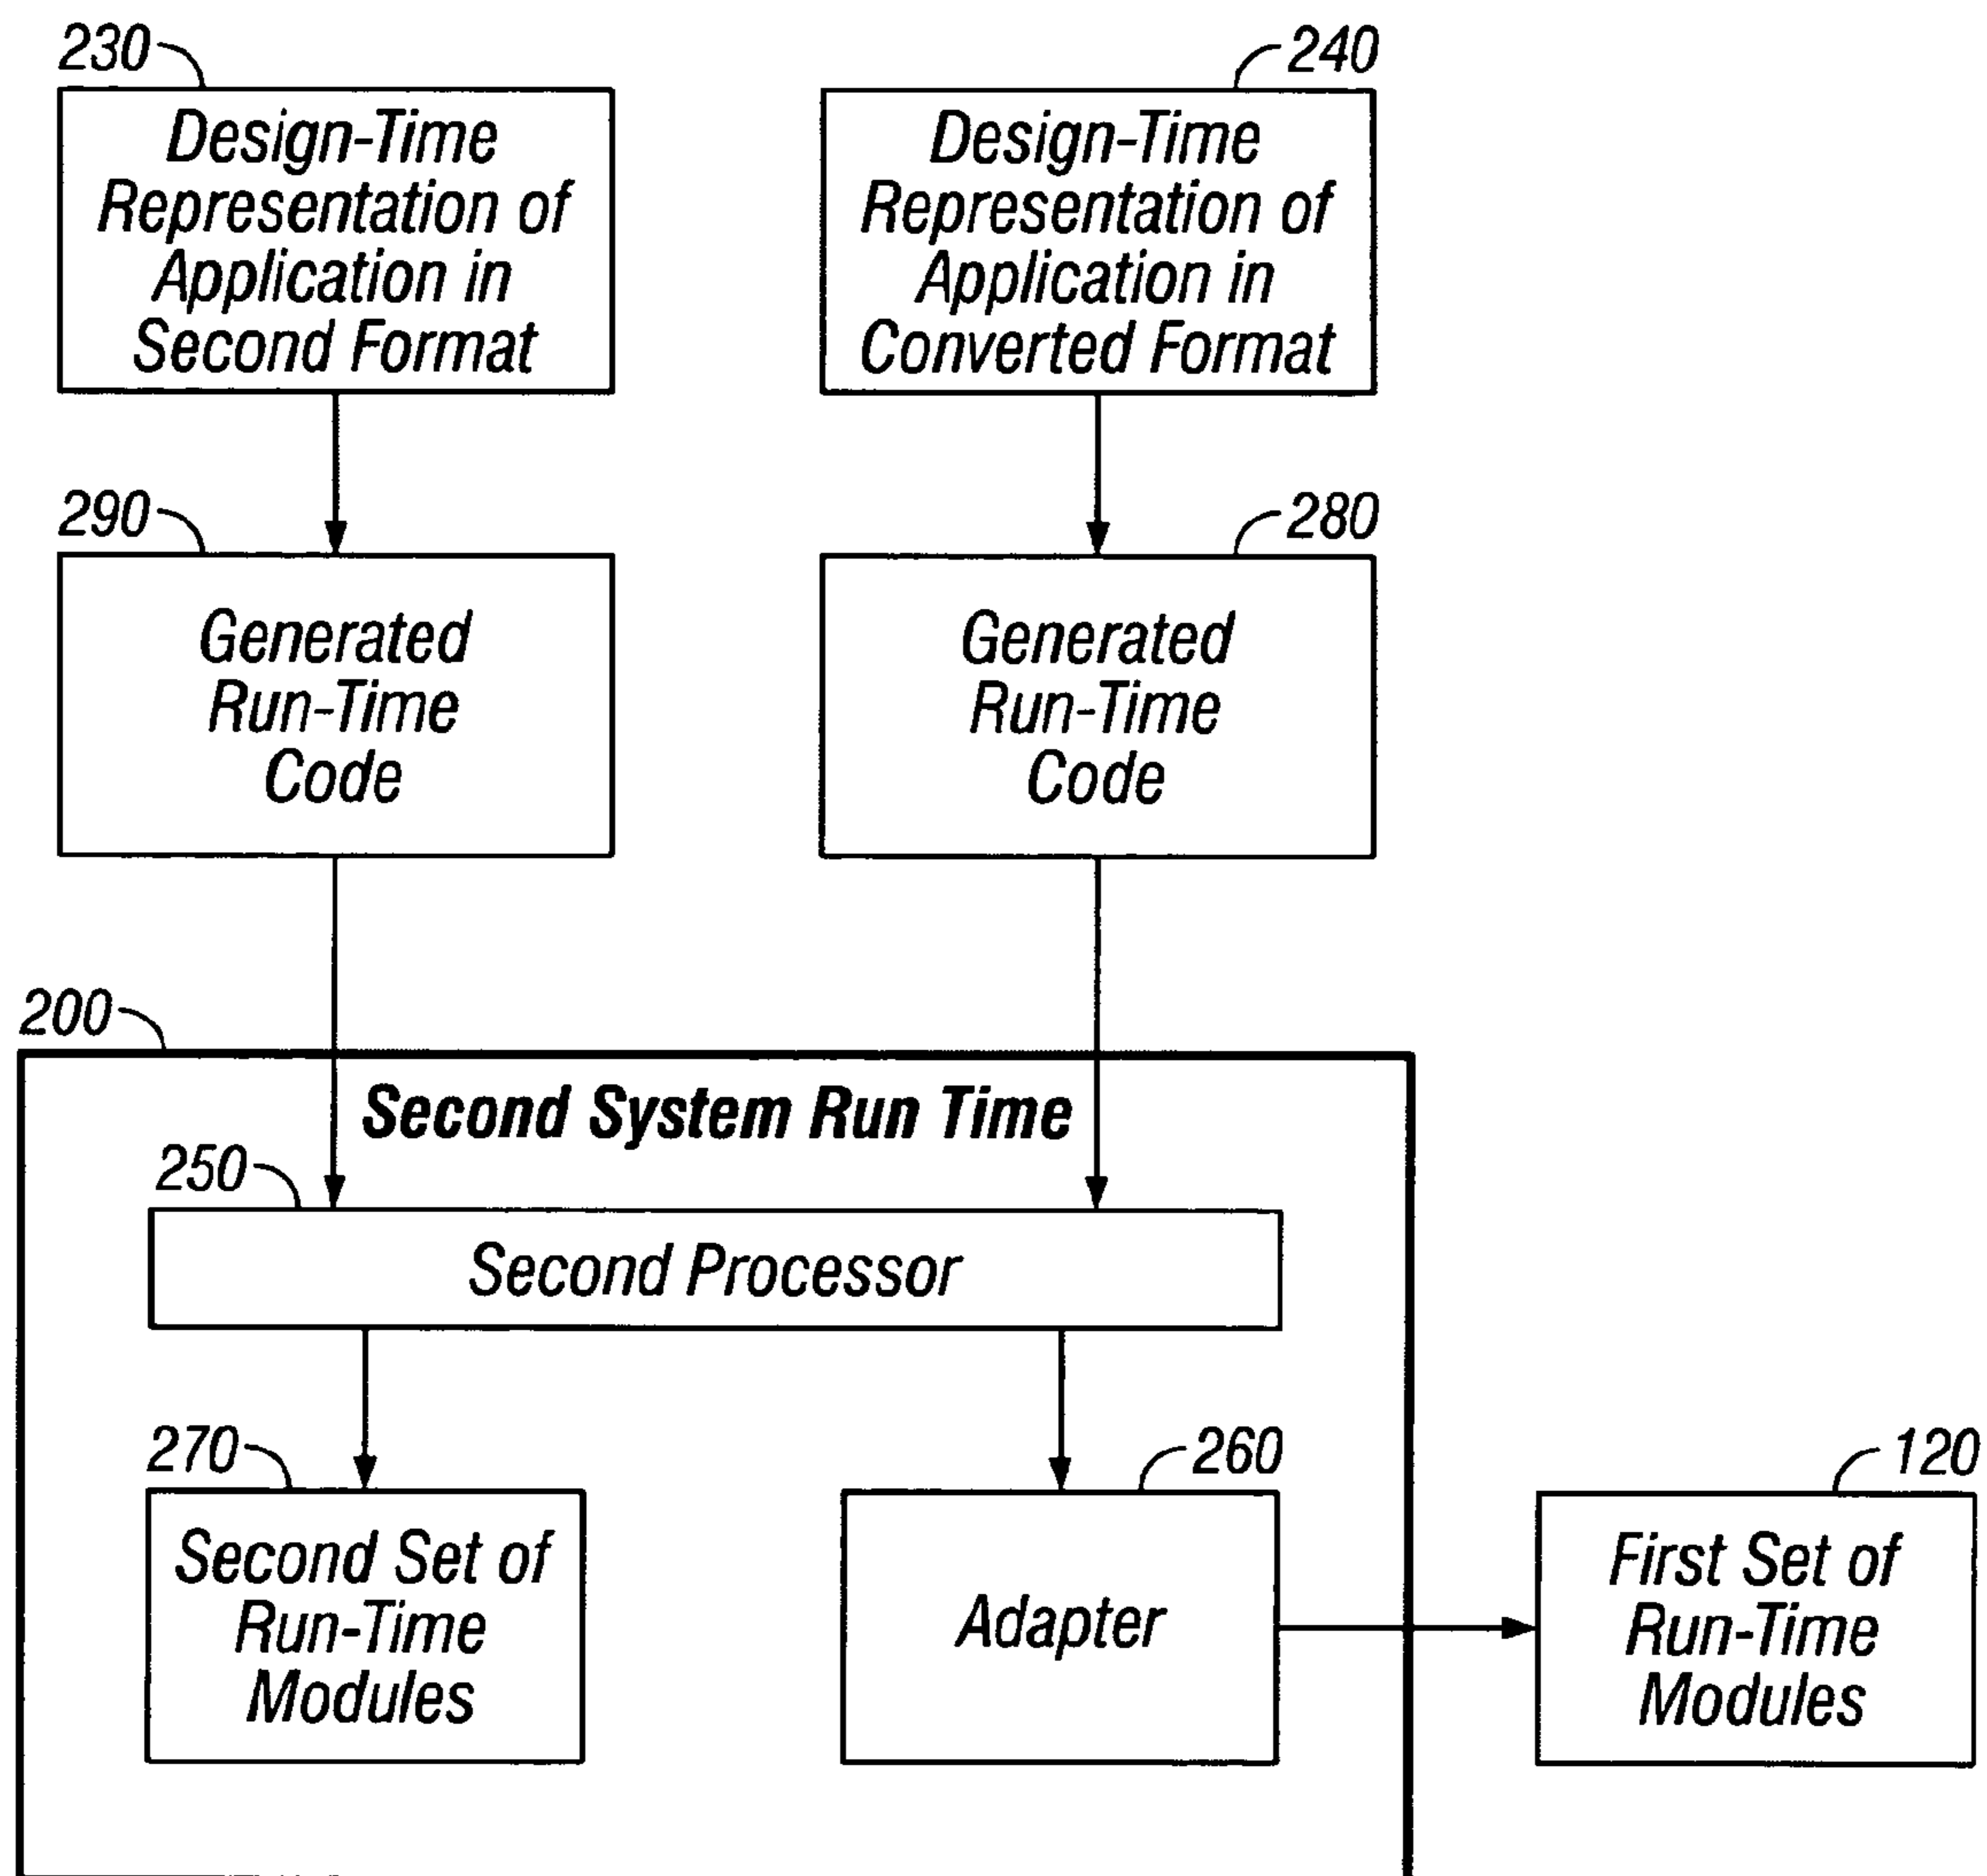 230
Design-Time
Representation of
Application in
Second Format
240
Design-Time
Representation of
Application in
Converted Format
290
Generated
Run-Time
Code
280
Generated
Run-Time
Code
200
Second System Run Time
250
Second Processor
270
Second Set of
Run-Time
Modules
260
Adapter
120
First Set of
Run-Time
Modules